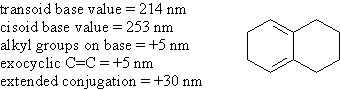 transoid base value = 214 nm
cisoid base value = 253 nm
alkyl groups on base = +5 nm
exocyclic C=C = +5 nm
extended conjugation = +30 nm